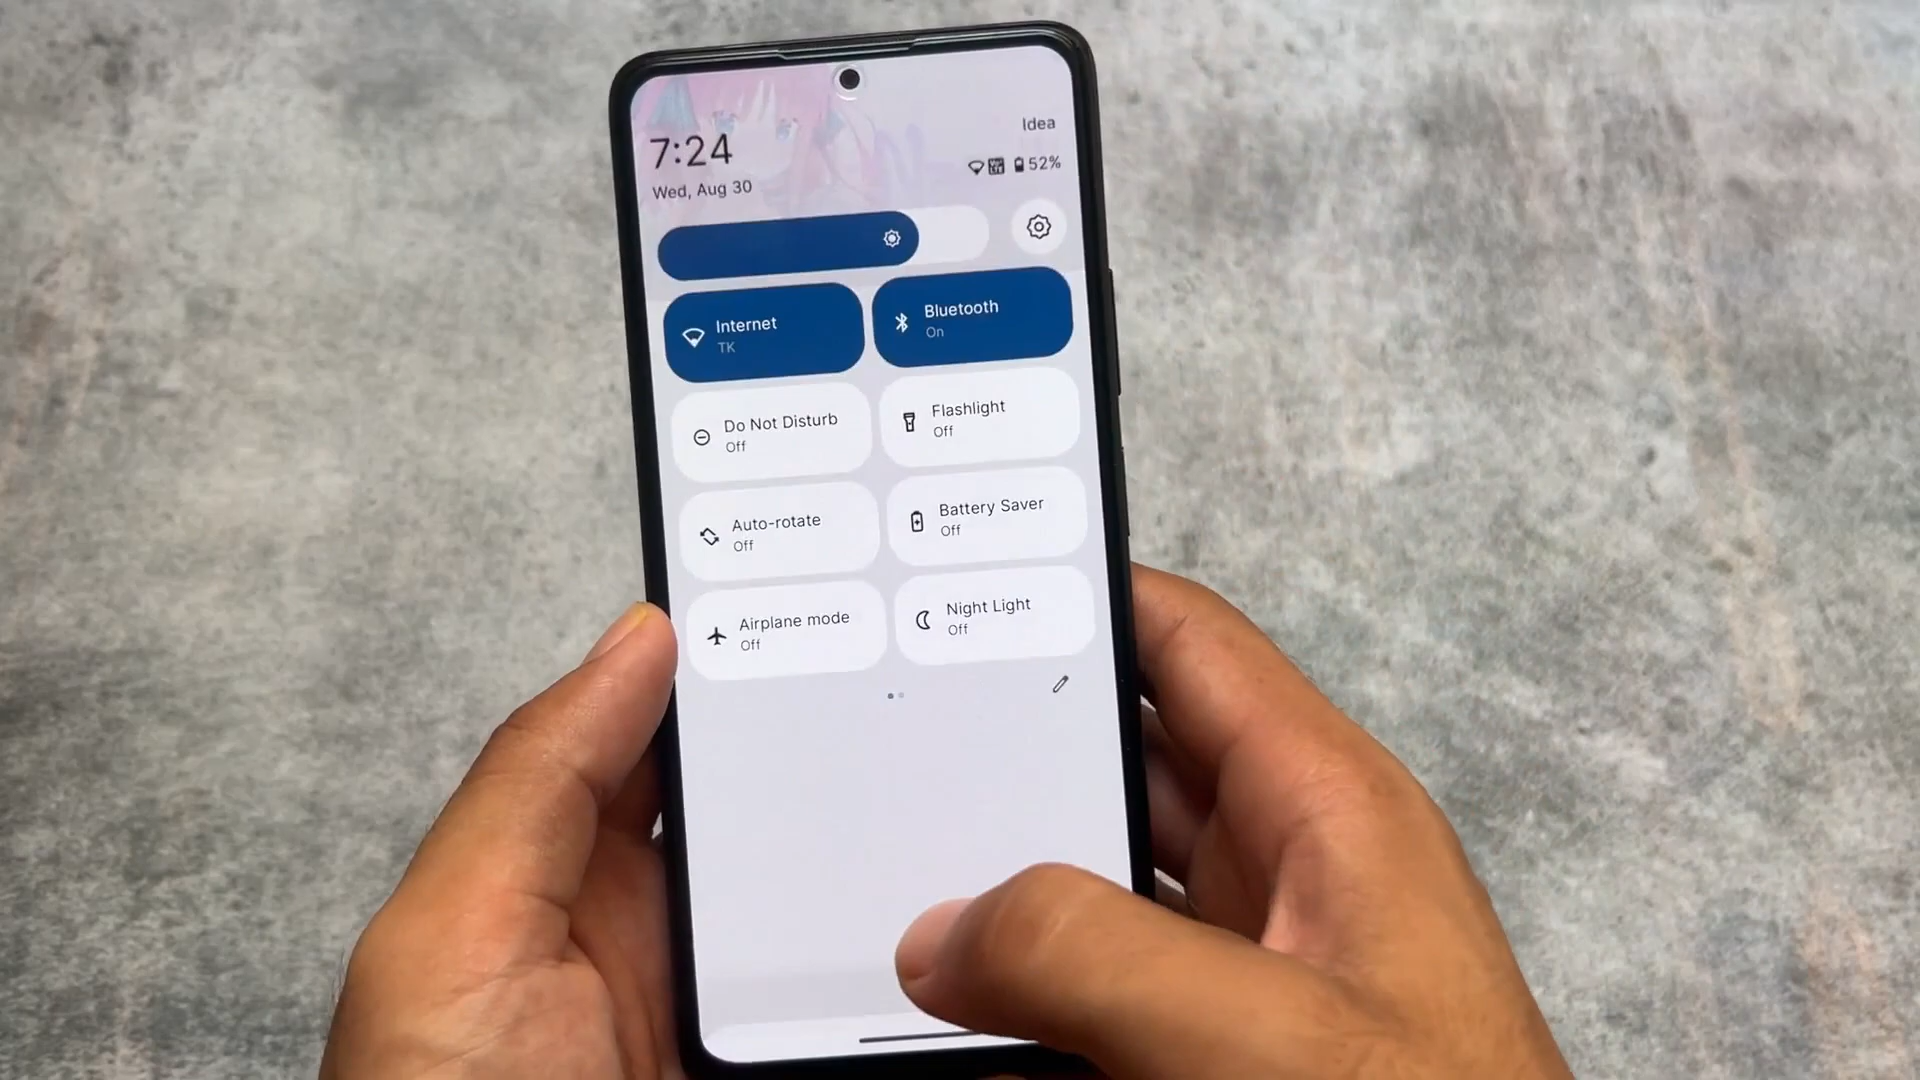 Idea
7:24
52%
Wed, Aug 30
Internet
TK
Bluetooth
On
Do Not Disturb
Off
Flashlight
Off
Auto-rotate
Off
Battery Saver
Off
Airplane mode
Off
Night Light
Off